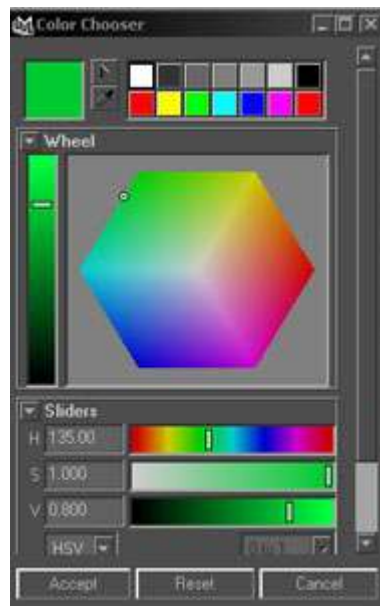 Color Chooser
Wheel
Sliders
H 135.00
S 1.000
V 0.800
HSV
Accept Reset Cancel